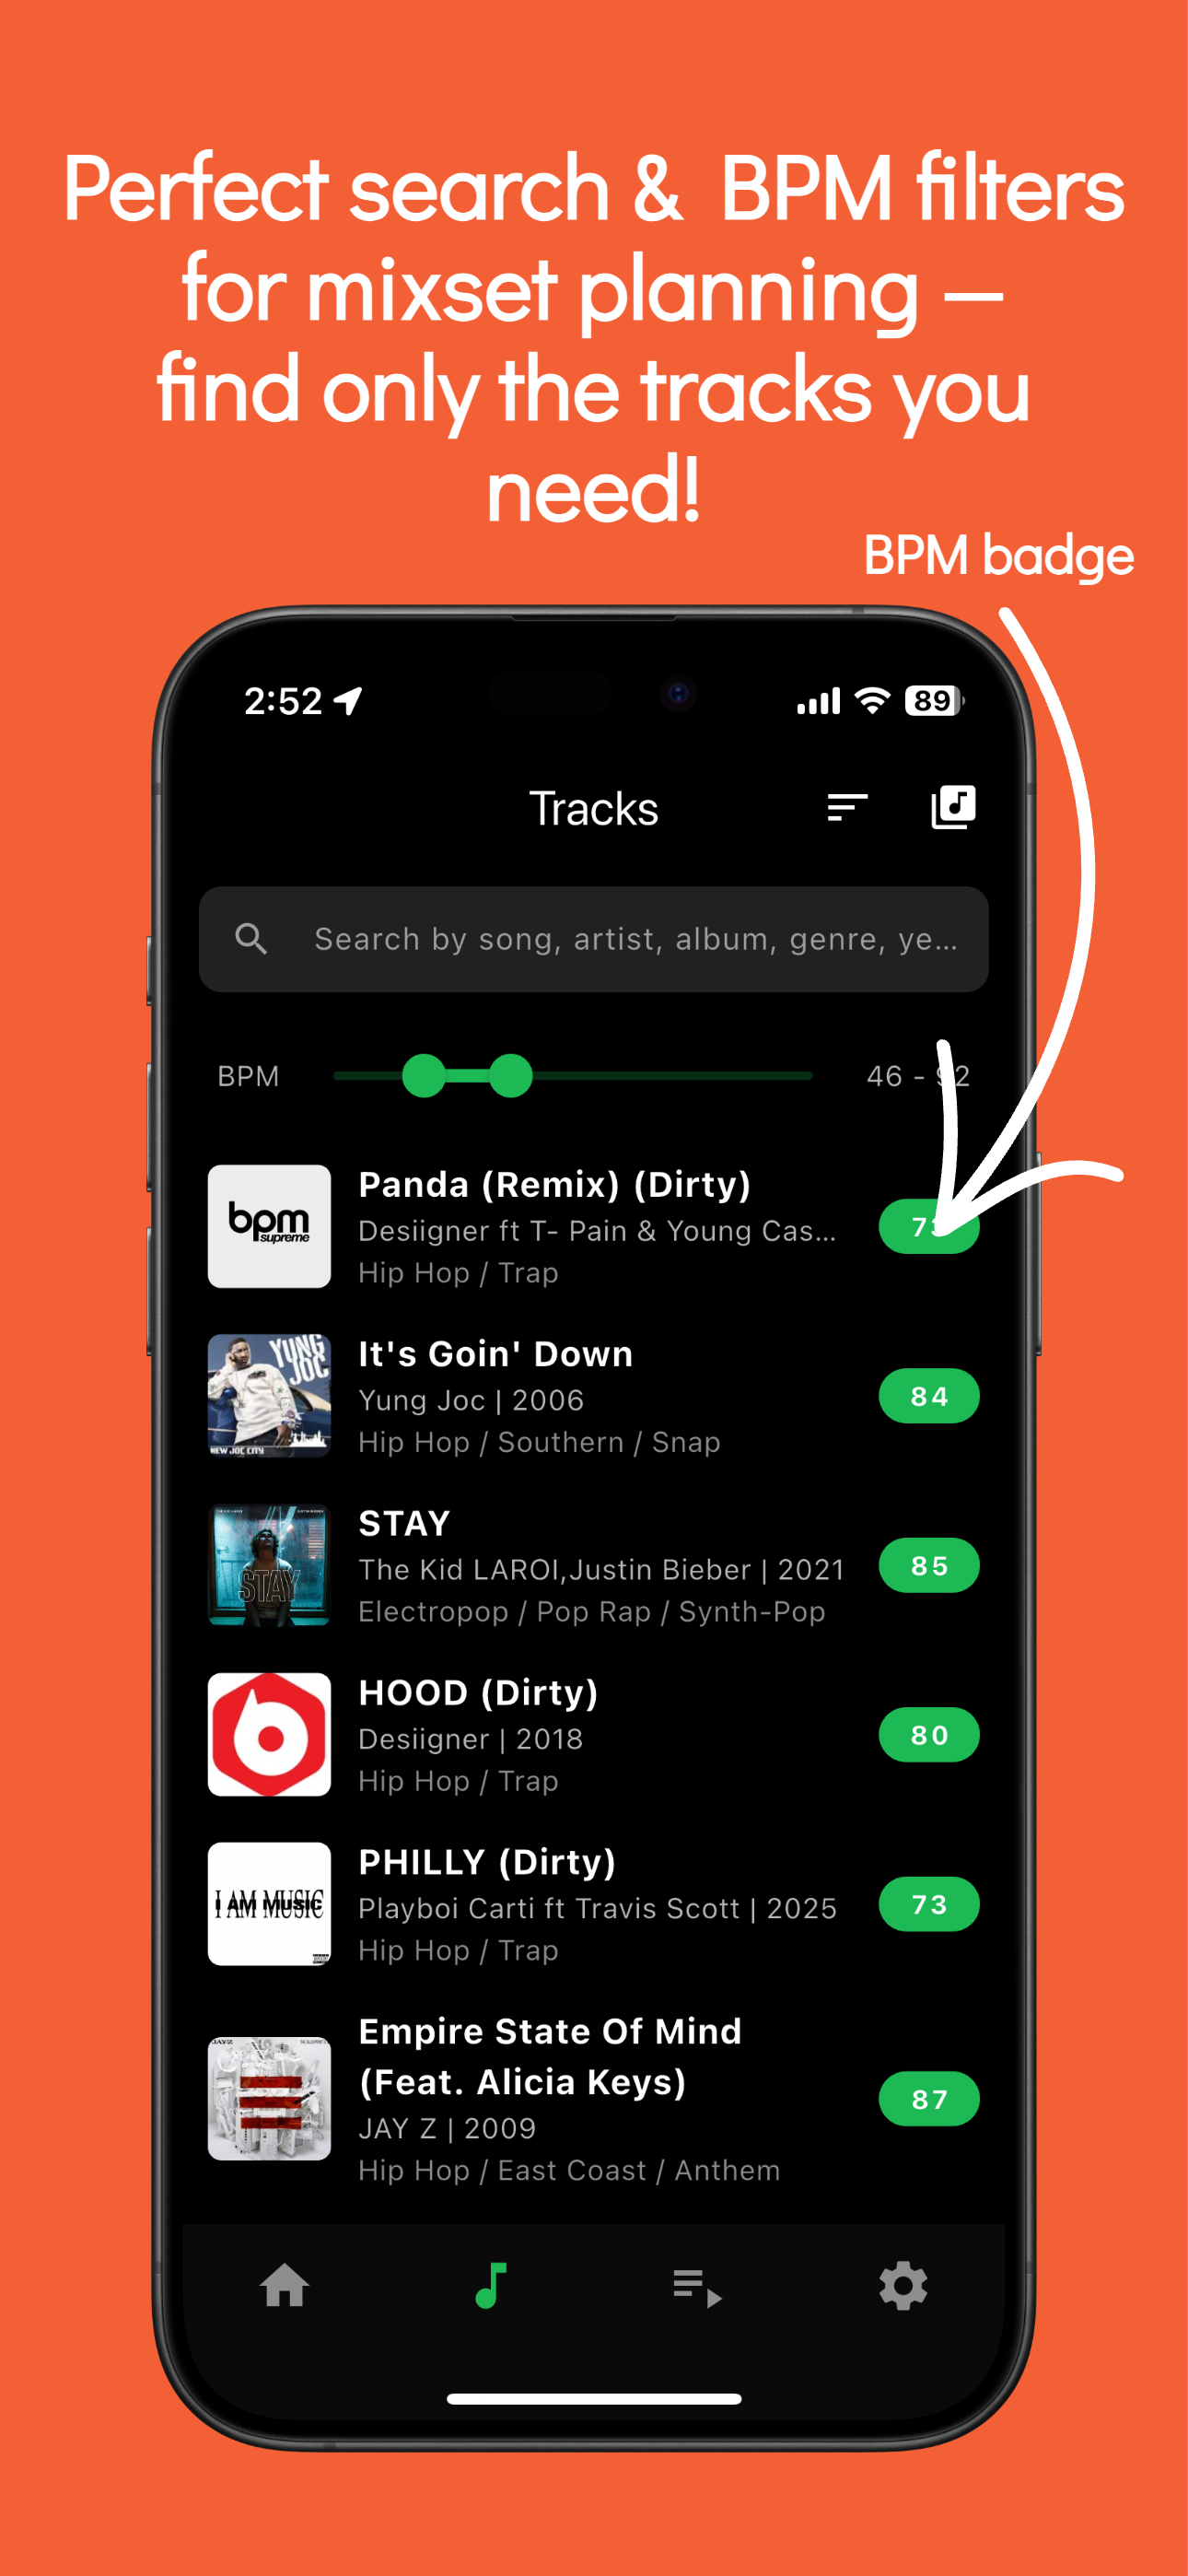 Perfect search & BPM filters
for mixset planning —
find only the tracks you
need!
BPM badge
2:52
89
Tracks
Search by song, artist, album, genre, ye...
BPM
46 - 92
bpm
supreme
Panda (Remix) (Dirty)
Desiigner ft T- Pain & Young Cas...
Hip Hop / Trap
YUNG
JOC
NEW JOC CITY
It's Goin' Down
Yung Joc | 2006
Hip Hop / Southern / Snap
84
STAY
STAY
The Kid LAROI,Justin Bieber | 2021
Electropop / Pop Rap / Synth-Pop
85
HOOD (Dirty)
Desiigner | 2018
Hip Hop / Trap
80
I AM MUSIC
PHILLY (Dirty)
Playboi Carti ft Travis Scott | 2025
Hip Hop / Trap
73
JAY-Z
Empire State Of Mind
(Feat. Alicia Keys)
JAY Z | 2009
Hip Hop / East Coast / Anthem
87